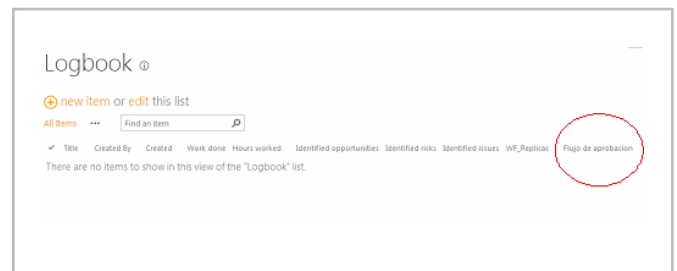 Logbook
new item or edit this list
All Items ... Find an item
Title Created By Created Work done Hours worked Identified opportunities Identified risks Identified issues WF_Replicas Flujo de aprobacion
There are no items to show in this view of the "Logbook" list.